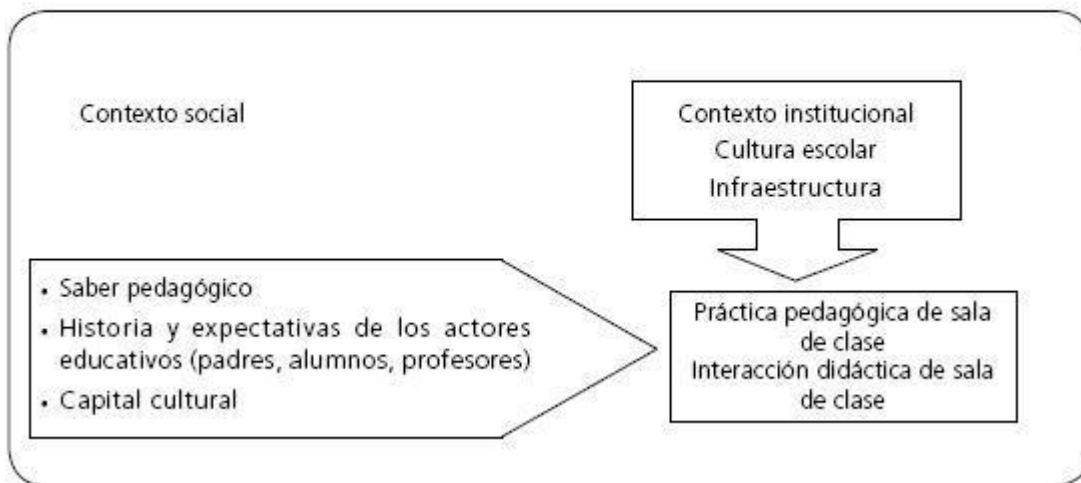 Contexto social
Contexto institucional
Cultura escolar
Infraestructura
• Saber pedagógico
• Historia y expectativas de los actores
educativos (padres, alumnos, profesores)
• Capital cultural
Práctica pedagógica de sala
de clase
Interacción didáctica de sala
de clase